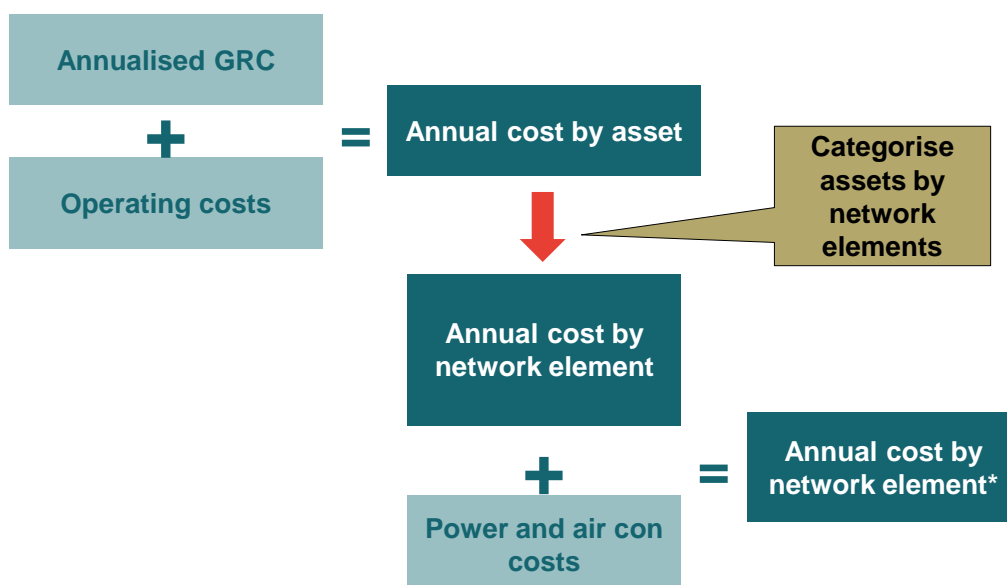 Annualised GRC
+
Operating costs
=
Annual cost by asset
Categorise
assets by
network
elements
Annual cost by
network element
+
Power and air con
costs
=
Annual cost by
network element*